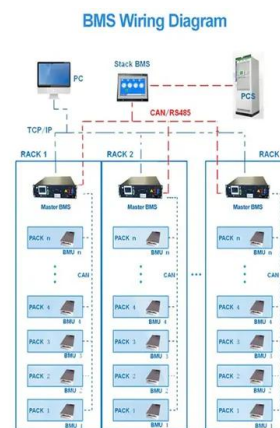 BMS Wiring Diagram
PC
Stack BMS
PCS
CAN/RS485
TCP/IP
RACK 1
RACK 2
RACK
Master BMS
Master BMS
Master BMS
PACK n
BMU n
PACK n
BMU n
PACK n
BMU n
CAN
CAN
CAN
PACK 4
BMU 4
PACK 4
BMU 4
PACK 4
BMU 4
PACK 3
BMU 3
PACK 3
BMU 3
PACK 3
BMU 3
PACK 2
BMU 2
PACK 2
BMU 2
PACK 2
BMU 2
PACK 1
BMU 1
PACK 1
BMU 1
PACK 1
BMU 1